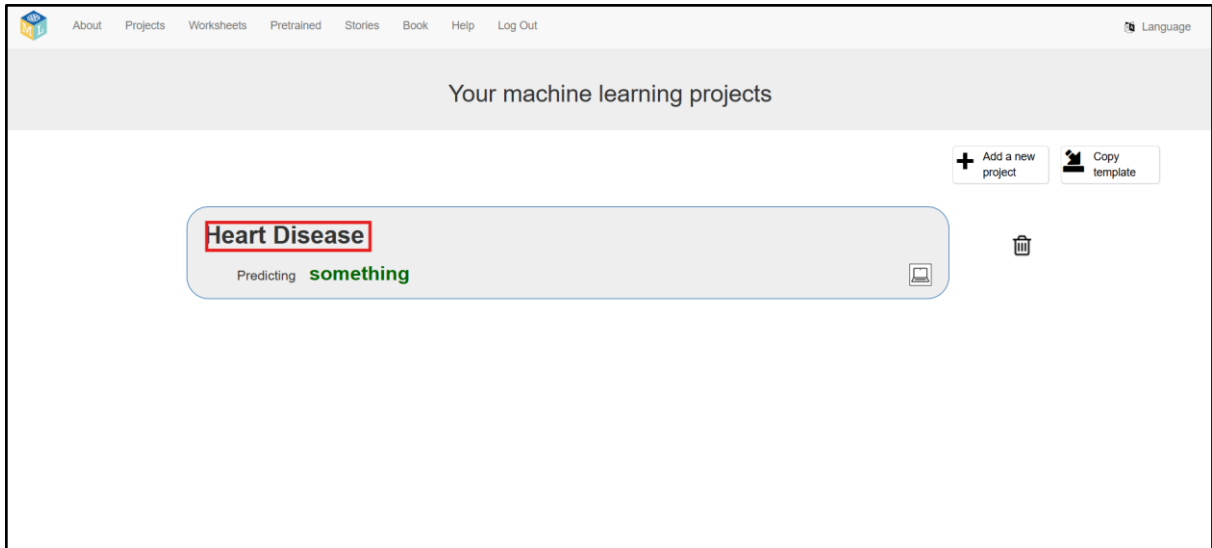 About Projects Worksheets Pretrained Stories Book Help Log Out Language
Your machine learning projects
Add a new
project
Copy
template
Heart Disease
Predicting something